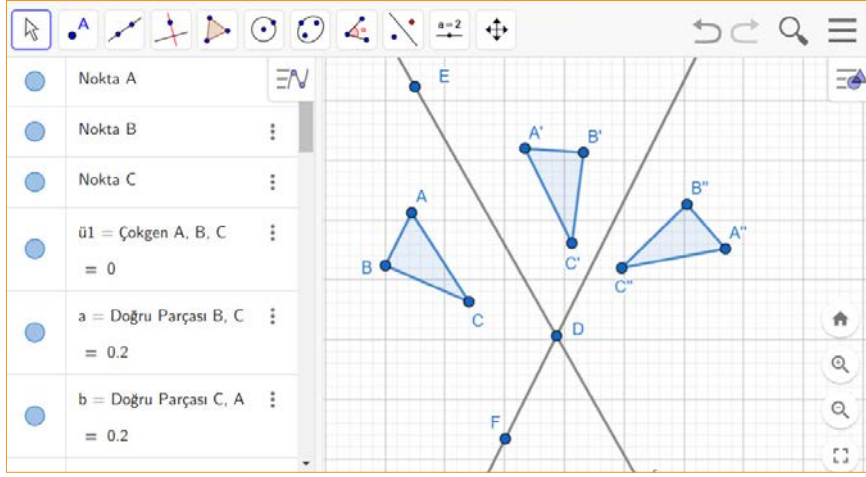 A
a=2
Nokta A
Nokta B
Nokta C
ü1 = Çokgen A, B, C
= 0
a = Doğru Parçası B, C
= 0.2
b = Doğru Parçası C, A
= 0.2
E
A'
B'
B"
A
A"
B
C'
C"
C
D
F